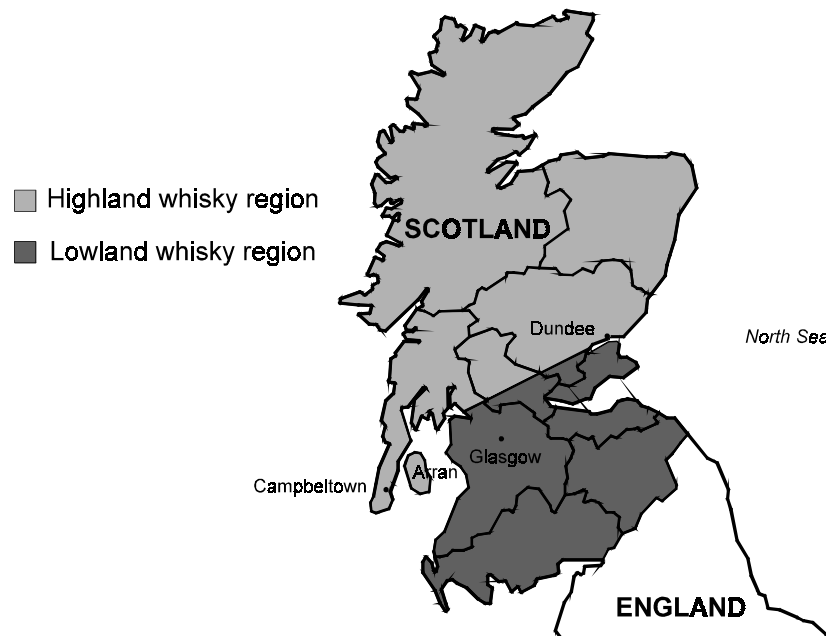 Highland whisky region
SCOTLAND
Lowland whisky region
Dundee
North Sea
Glasgow
Arran
Campbeltown
ENGLAND